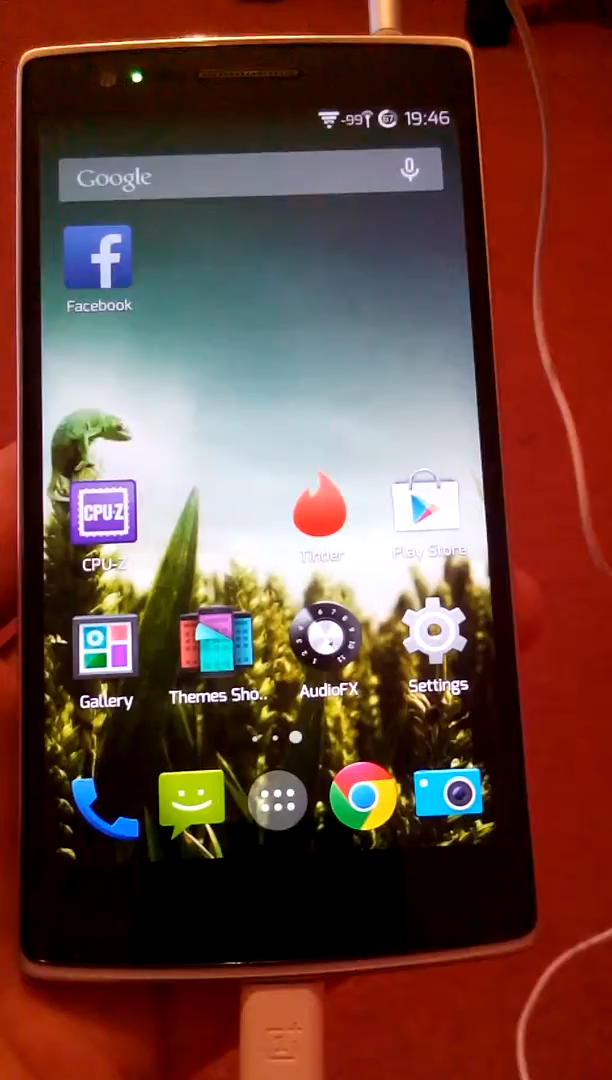 -99 67 19:46
Google
Facebook
CPU-Z
CPU-Z Tinder Play Store
Gallery Themes Sho.. AudioFX Settings